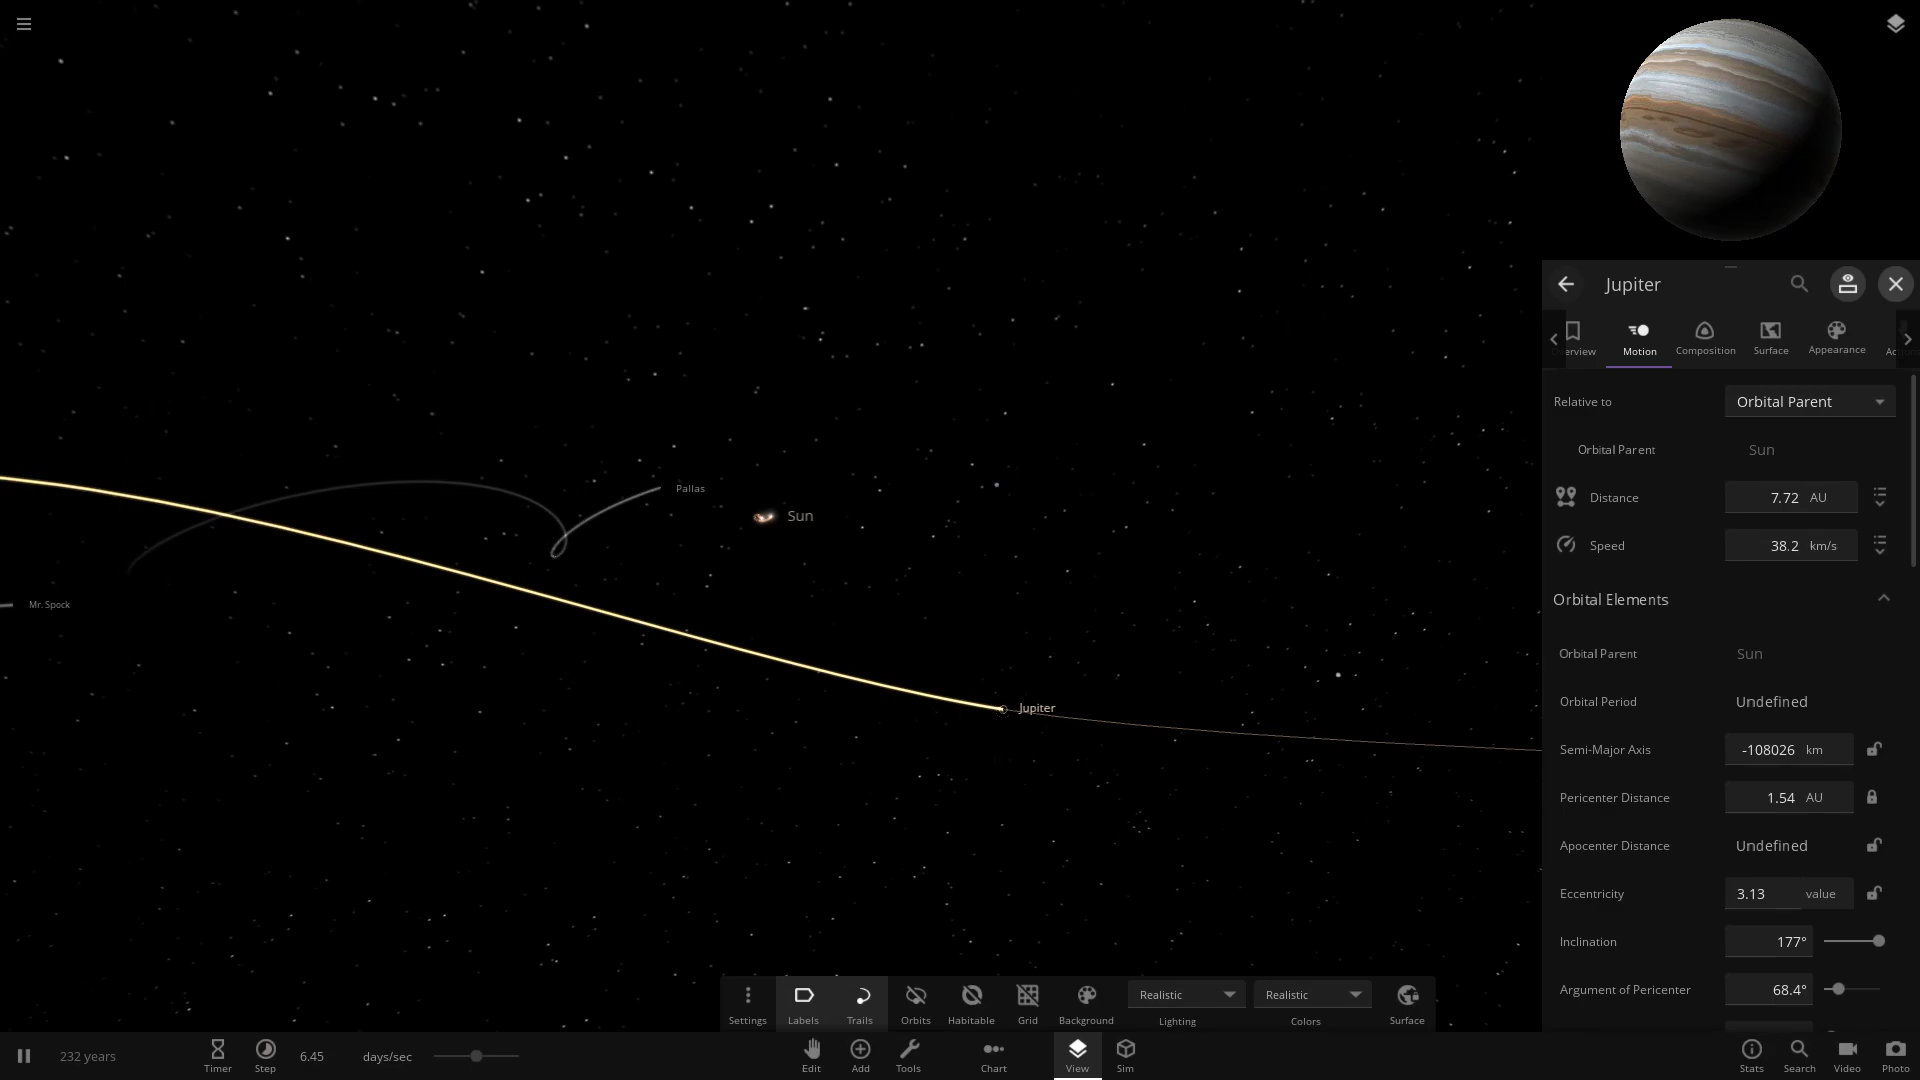 Pallas
Sun
Mr. Spock
Jupiter
Jupiter
erview
Motion
Composition
Surface
Appearance
Relative to
Orbital Parent
Orbital Parent
Sun
Distance
7.72 AU
Speed
38.2 km/s
Orbital Elements
Orbital Parent
Sun
Orbital Period
Undefined
Semi-Major Axis
-108026 km
Pericenter Distance
1.54 AU
Apocenter Distance
Undefined
Eccentricity
3.13 value
Inclination
177°
Argument of Pericenter
68.4°
Settings
Labels
Trails
Orbits
Habitable
Grid
Background
Realistic
Lighting
Realistic
Colors
Surface
232 years
Timer
Step
6.45 days/sec
Edit
Add
Tools
Chart
View
Sim
Stats
Search
Video
Photo